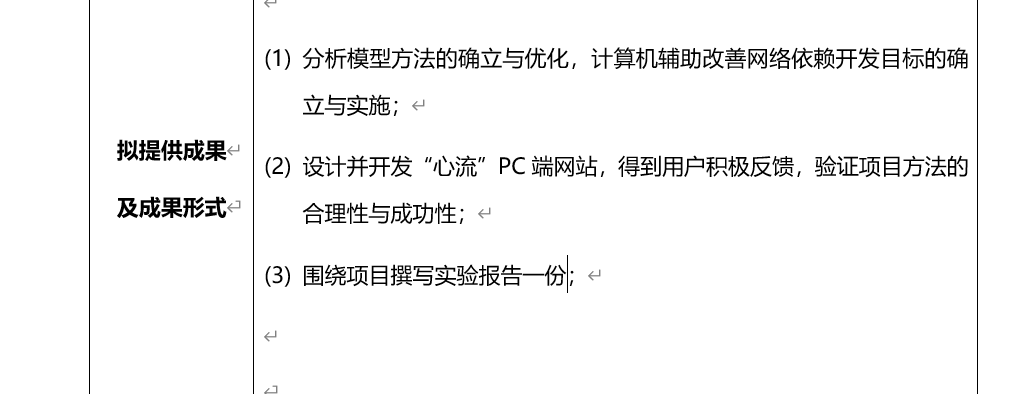 拟提供成果
及成果形式
(1) 分析模型方法的确立与优化，计算机辅助改善网络依赖开发目标的确
立与实施；
(2) 设计并开发“心流”PC 端网站，得到用户积极反馈，验证项目方法的
合理性与成功性；
(3) 围绕项目撰写实验报告一份；